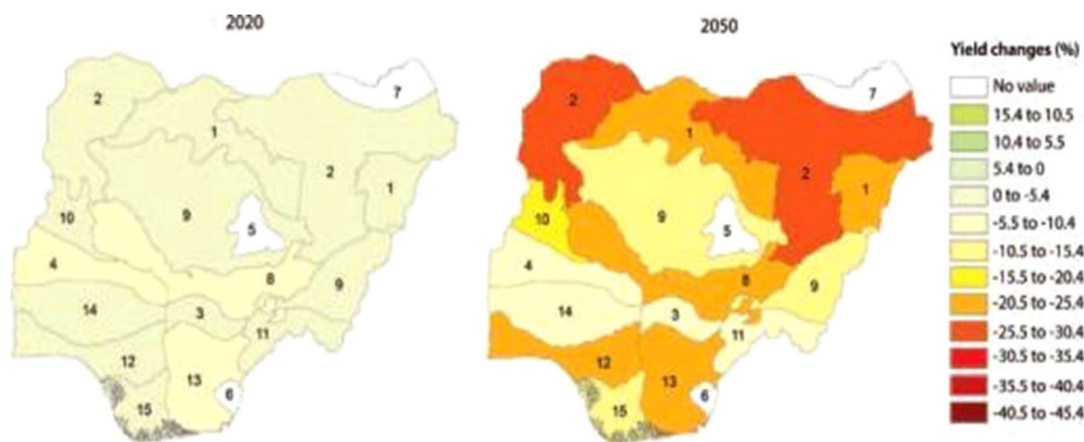 2020
2050
Yield changes (%)
No value
15.4 to 10.5
10.4 to 5.5
5.4 to 0
0 to -5.4
-5.5 to -10.4
-10.5 to -15.4
-15.5 to -20.4
-20.5 to -25.4
-25.5 to -30.4
-30.5 to -35.4
-35.5 to -40.4
-40.5 to -45.4
2
7
1
2
1
10
9
5
4
8
9
14
3
11
12
13
6
15
2
7
1
2
1
10
9
5
4
8
9
14
3
11
12
13
6
15